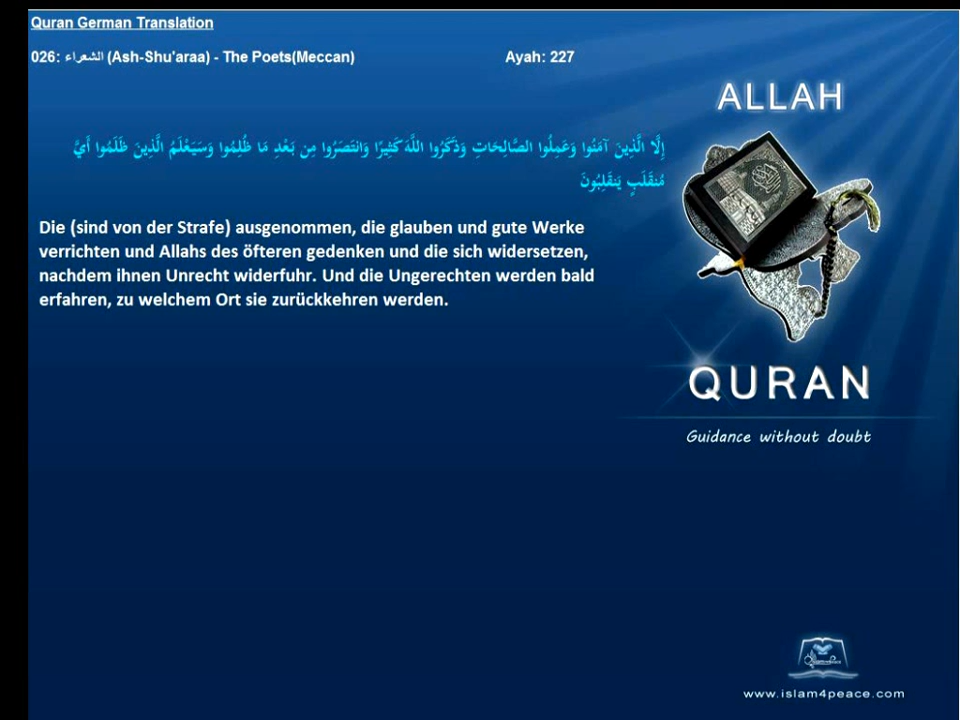 Quran German Translation
026: الشعراء (Ash-Shu'araa) - The Poets(Meccan) Ayah: 227
ALLAH
إِلَّا الَّذِينَ آمَنُوا وَعَمِلُوا الصَّالِحَاتِ وَذَكَرُوا اللَّهَ كَثِيرًا وَانتَصَرُوا مِن بَعْدِ مَا ظُلِمُوا وَسَيَعْلَمُ الَّذِينَ ظَلَمُوا أَيَّ
مُنقَلَبٍ يَنقَلِبُونَ
Die (sind von der Strafe) ausgenommen, die glauben und gute Werke
verrichten und Allahs des öfteren gedenken und die sich widersetzen,
nachdem ihnen Unrecht widerfuhr. Und die Ungerechten werden bald
erfahren, zu welchem Ort sie zurückkehren werden.
QURAN
Guidance without doubt
www.islam4peace.com